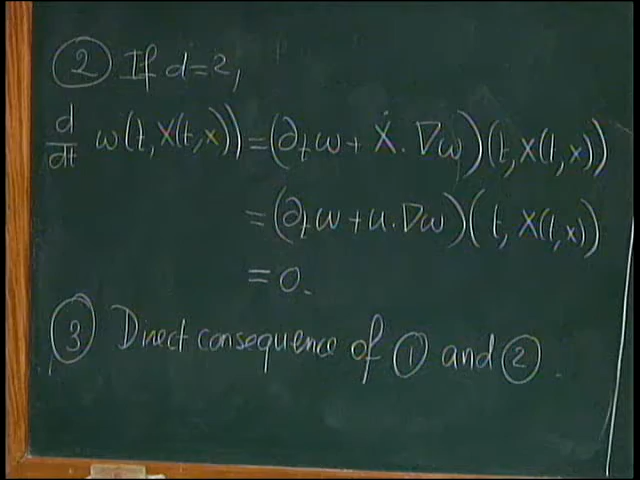 ② If d=2,
d/dt ω(t, X(t,x)) = (∂ₜω + Ẋ. ∇ω)(t, X(t,x))
= (∂ₜω + u. ∇ω)(t, X(t,x))
= 0.
③ Direct consequence of ① and ②.